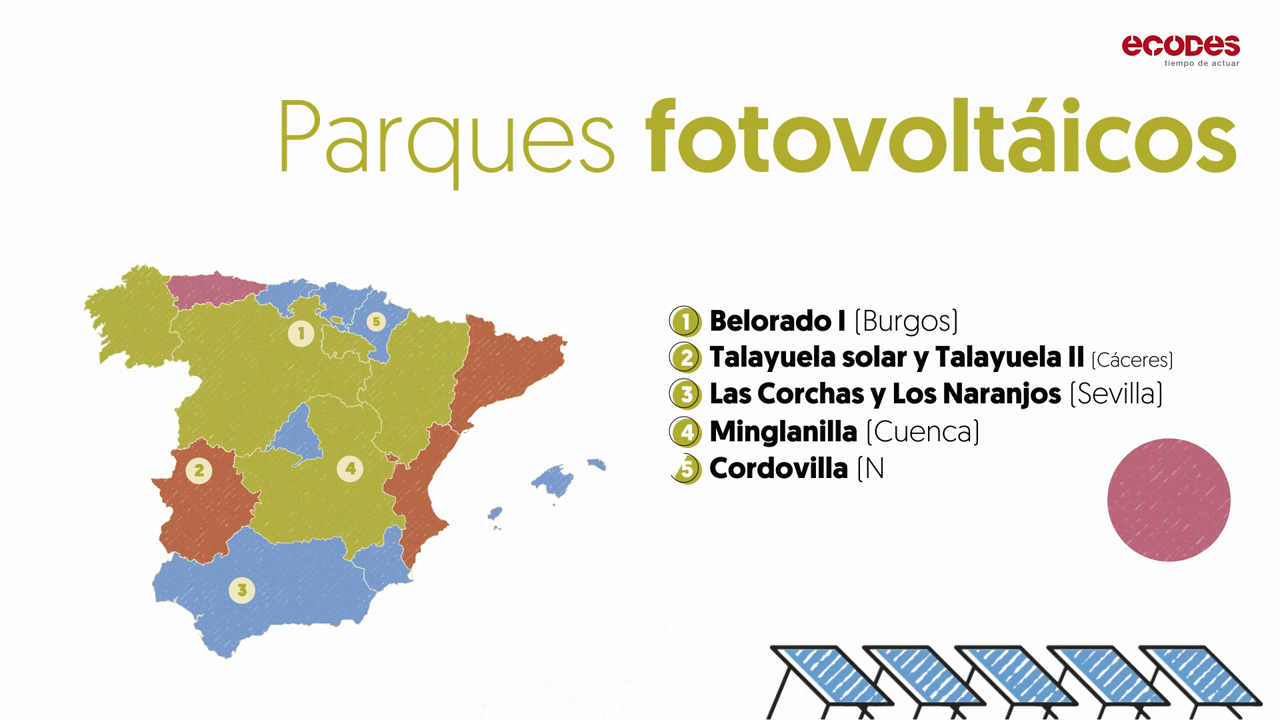 ecodes
tiempo de actuar
Parques fotovoltáicos
1 Belorado I (Burgos)
2 Talayuela solar y Talayuela II (Cáceres)
3 Las Corchas y Los Naranjos (Sevilla)
4 Minglanilla (Cuenca)
5 Cordovilla (N
1
5
2
4
3